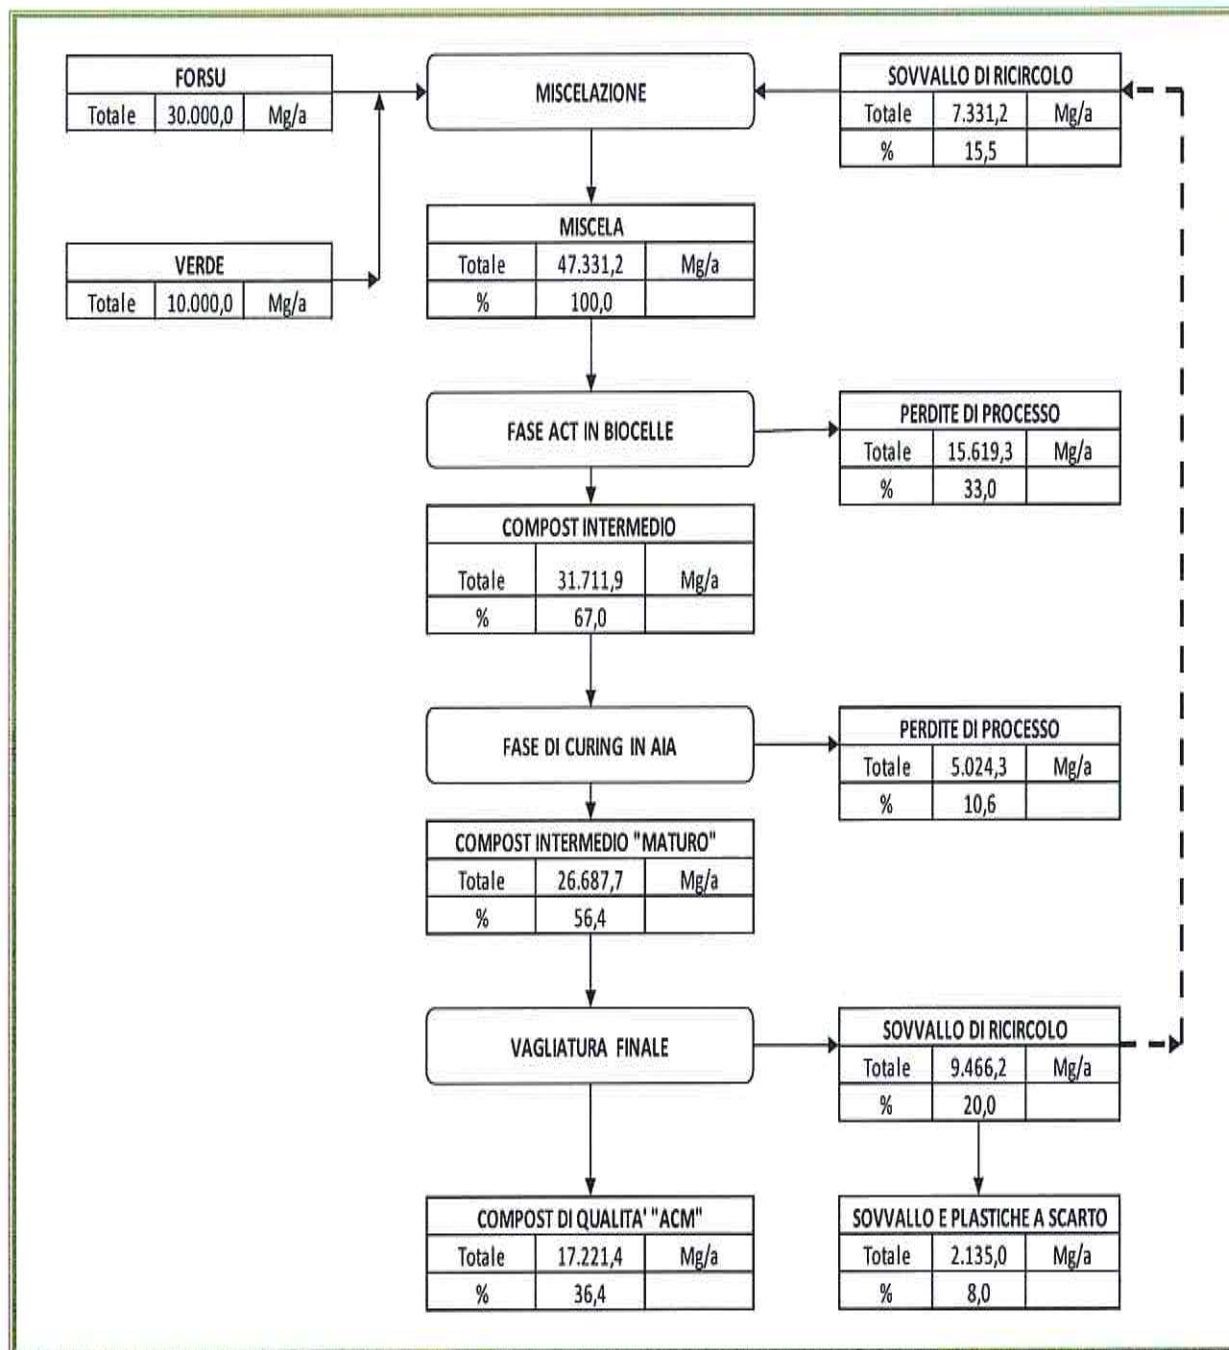 FORSU
Totale 30.000,0 Mg/a
MISCELAZIONE
SOVVALLO DI RICIRCOLO
Totale 7.331,2 Mg/a
% 15,5
VERDE
Totale 10.000,0 Mg/a
MISCELA
Totale 47.331,2 Mg/a
% 100,0
FASE ACT IN BIOCELLE
PERDITE DI PROCESSO
Totale 15.619,3 Mg/a
% 33,0
COMPOST INTERMEDIO
Totale 31.711,9 Mg/a
% 67,0
FASE DI CURING IN AIA
PERDITE DI PROCESSO
Totale 5.024,3 Mg/a
% 10,6
COMPOST INTERMEDIO "MATURO"
Totale 26.687,7 Mg/a
% 56,4
VAGLIATURA FINALE
SOVVALLO DI RICIRCOLO
Totale 9.466,2 Mg/a
% 20,0
COMPOST DI QUALITA' "ACM"
Totale 17.221,4 Mg/a
% 36,4
SOVVALLO E PLASTICHE A SCARTO
Totale 2.135,0 Mg/a
% 8,0